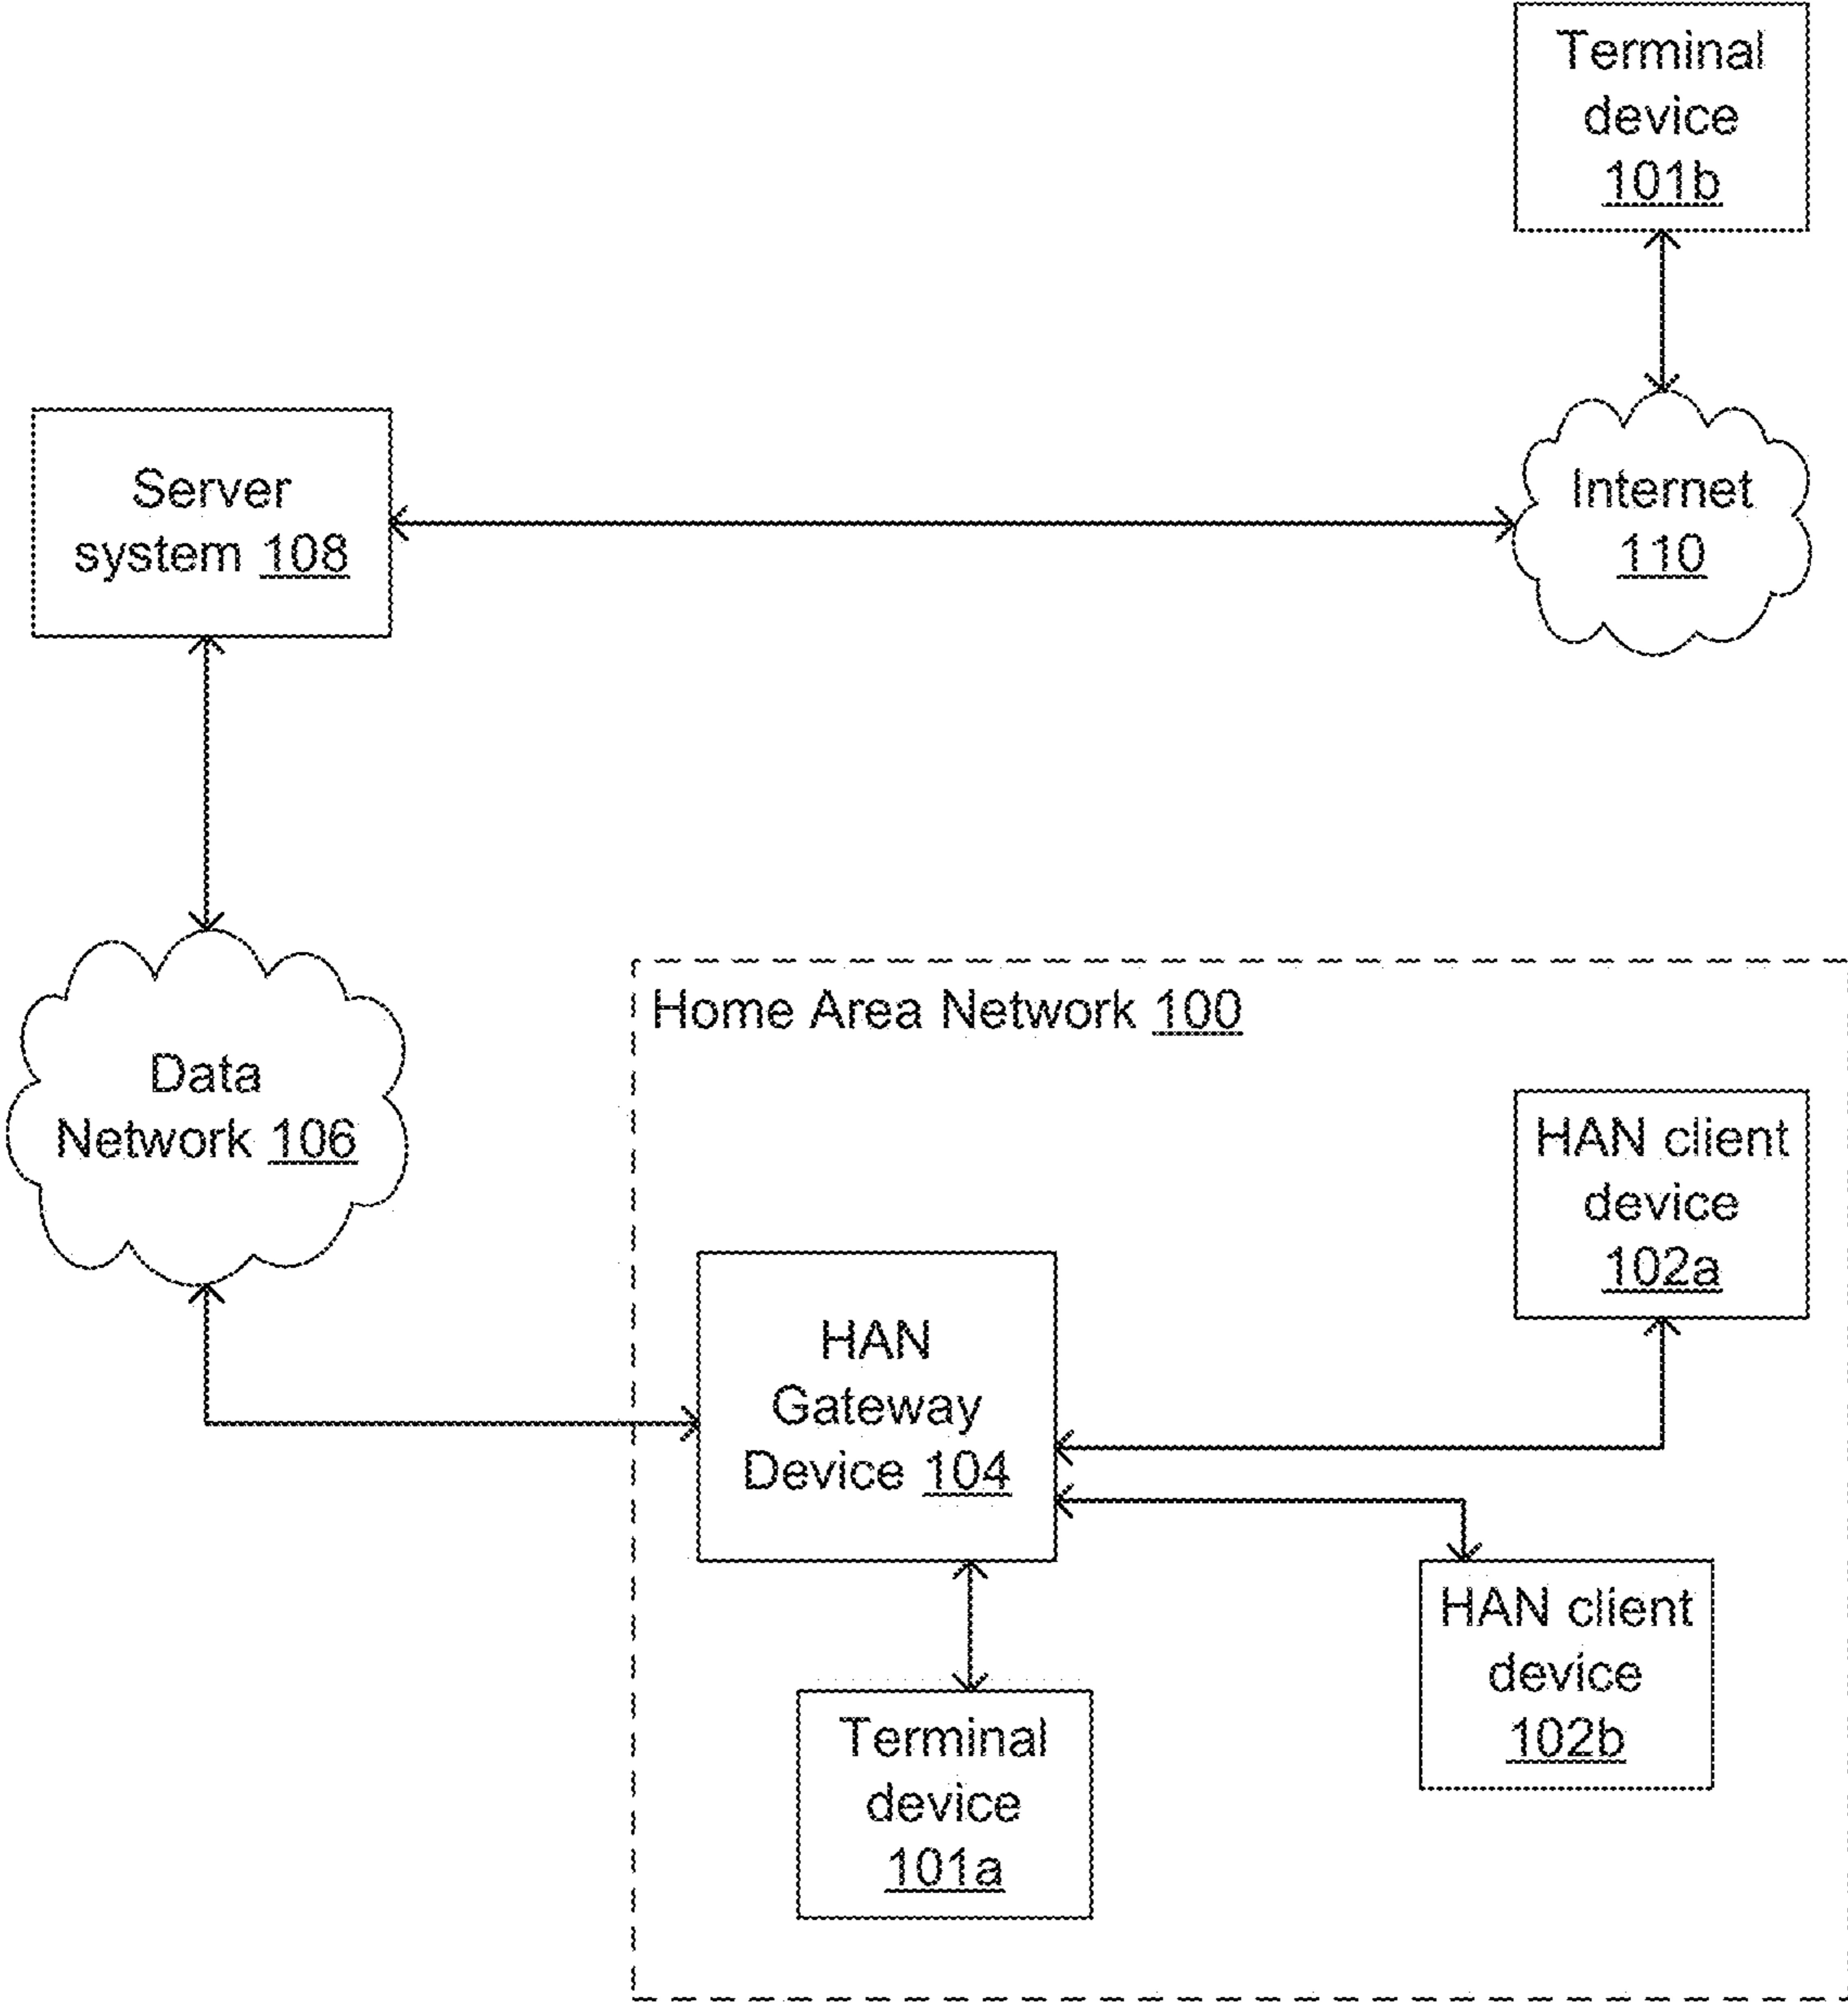 Terminal
device
101b
Server
system 108
Internet
110
Data
Network 106
Home Area Network 100
HAN client
device
102a
HAN
Gateway
Device 104
HAN client
device
102b
Terminal
device
101a